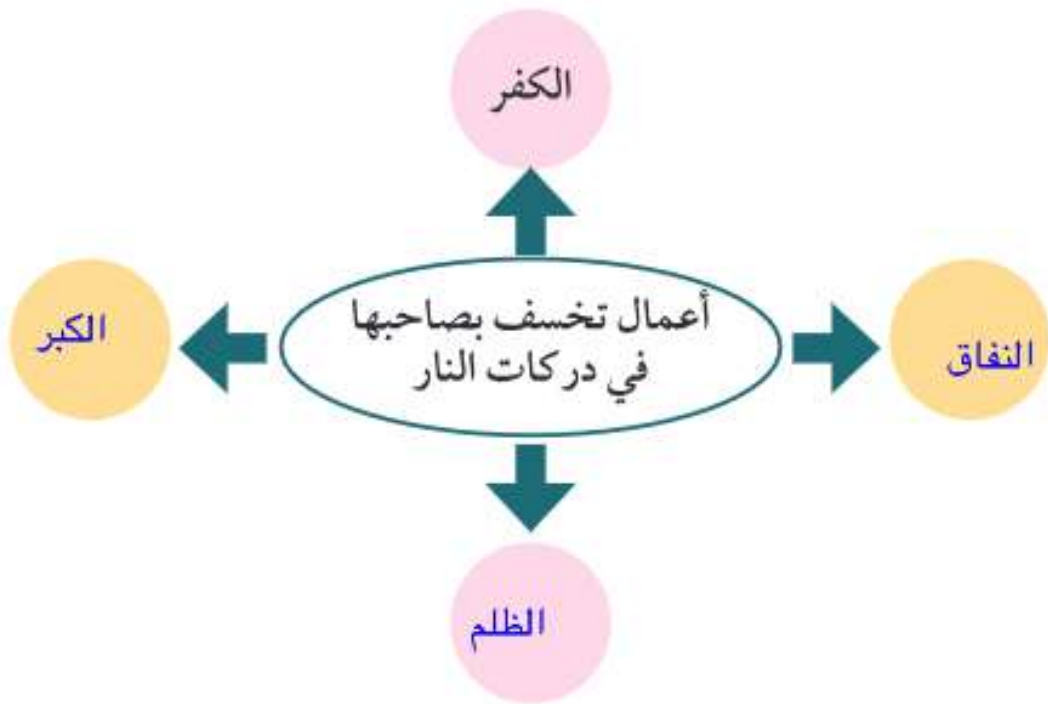 الكفر
أعمال تخسف بصاحبها
في دركات النار
النفاق
الكبر
الظلم